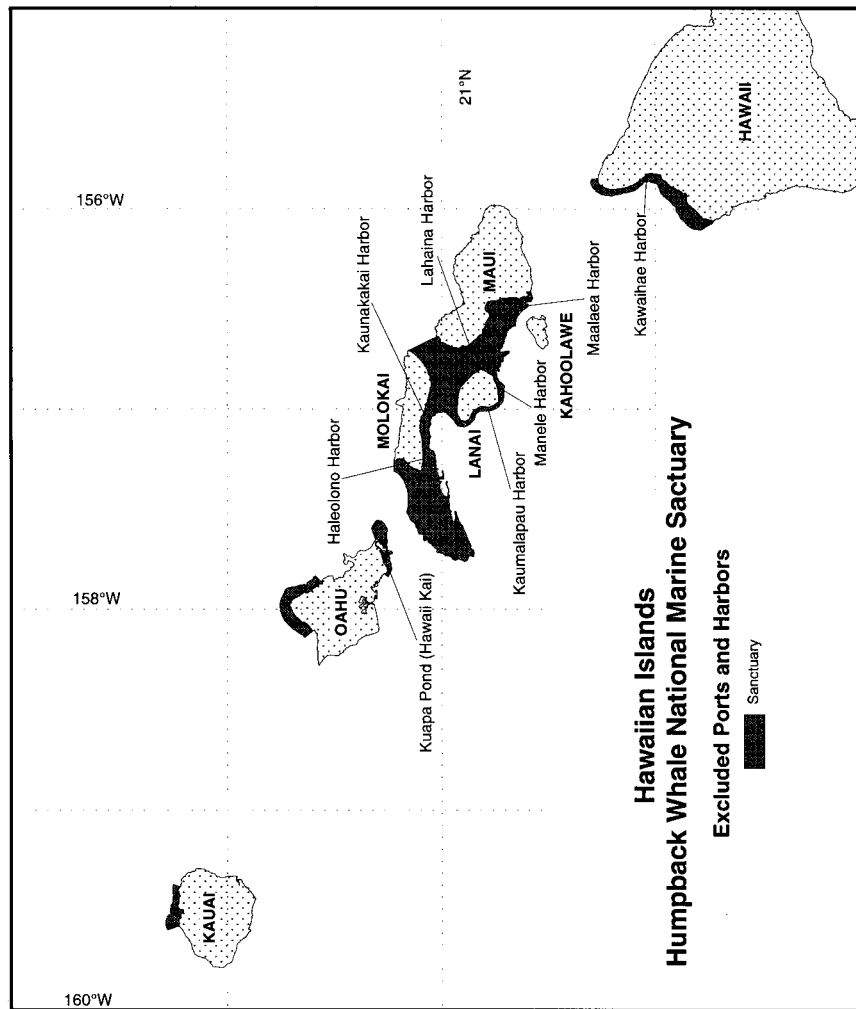 160°W
158°W
156°W
21°N
KAUAI
OAHU
MOLOKAI
LANAI
MAUI
KAHOOLAWE
HAWAII
Kuapa Pond (Hawaii Kai)
Haleolono Harbor
Kaunakakai Harbor
Lahaina Harbor
Kaumalapau Harbor
Manele Harbor
Maalaea Harbor
Kawaihae Harbor
Hawaiian Islands
Humpback Whale National Marine Sactuary
Excluded Ports and Harbors
Sanctuary